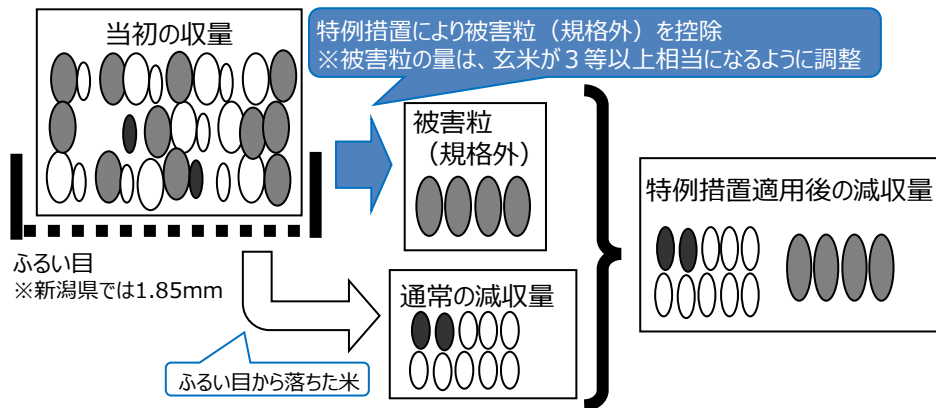 当初の収量
特例措置により被害粒（規格外）を控除
※被害粒の量は、玄米が３等以上相当になるように調整
被害粒
（規格外）
特例措置適用後の減収量
ふるい目
※新潟県では1.85mm
通常の減収量
ふるい目から落ちた米